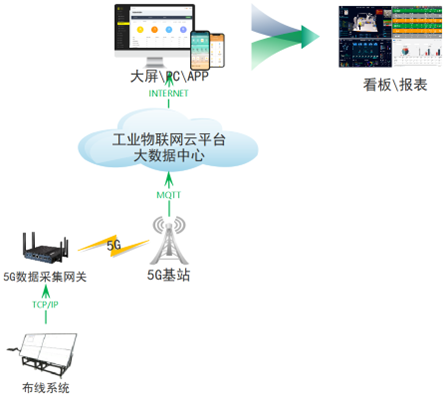 大屏\PC\APP
看板\报表
INTERNET
工业物联网云平台
大数据中心
MQTT
5G
5G数据采集网关
5G基站
TCP/IP
布线系统